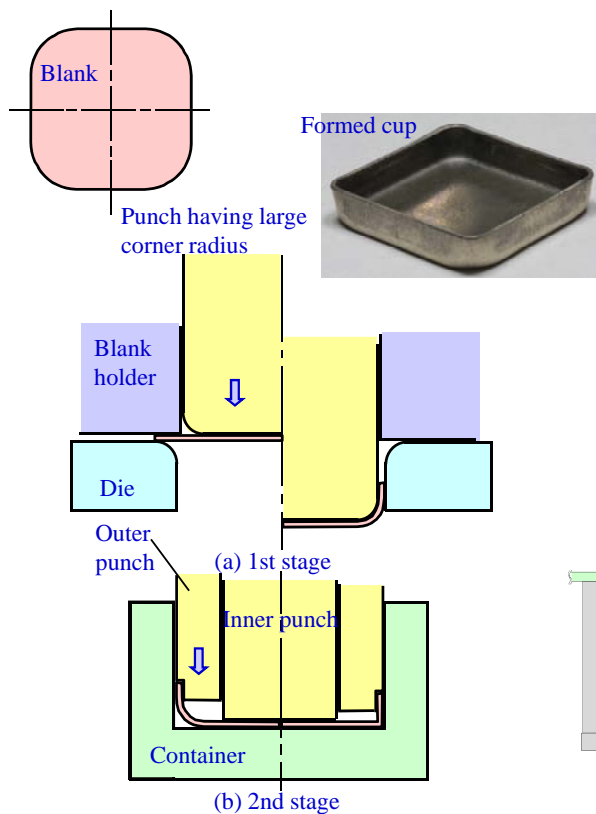 Blank
Formed cup
Punch having large
corner radius
Blank
holder
Die
Outer
punch
(a) 1st stage
Inner punch
Container
(b) 2nd stage